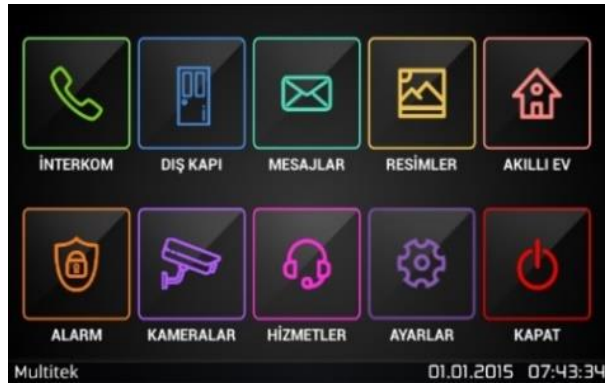 İNTERKOM DIŞ KAPI MESAJLAR RESİMLER AKILLI EV
ALARM KAMERALAR HİZMETLER AYARLAR KAPAT
Multitek 01.01.2015 07:43:34